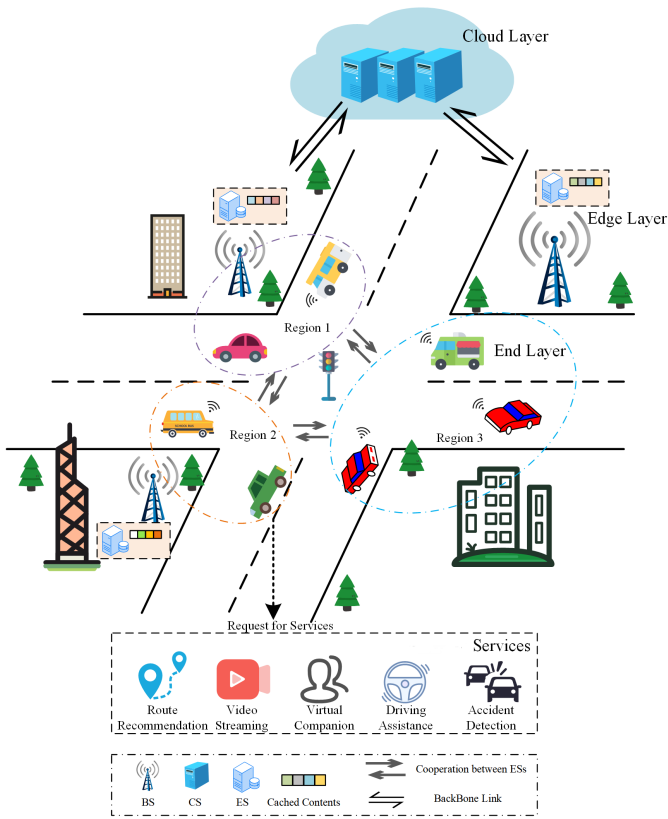 Cloud Layer
Edge Layer
Region 1
End Layer
Region 2
Region 3
Request for Services
Services
Route
Recommendation
Video
Streaming
Virtual
Companion
Driving
Assistance
Accident
Detection
BS
CS
ES
Cached Contents
Cooperation between ESs
BackBone Link